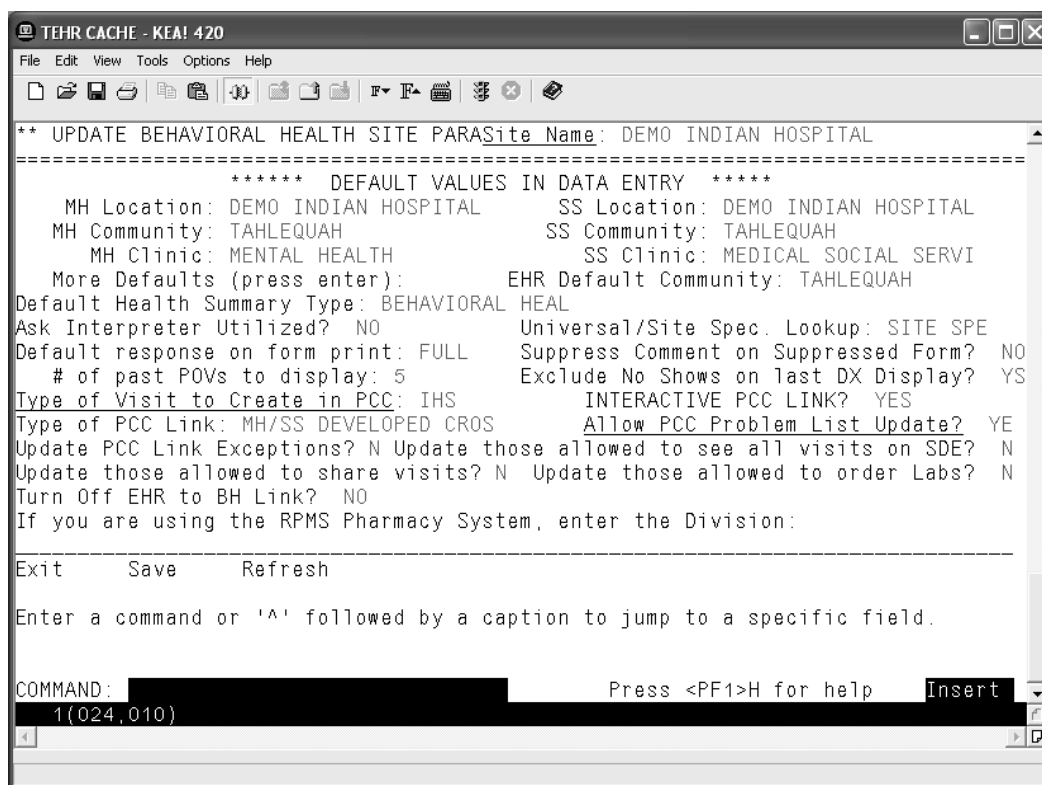 TEHR CACHE - KEA! 420
File Edit View Tools Options Help
** UPDATE BEHAVIORAL HEALTH SITE PARASite Name: DEMO INDIAN HOSPITAL
================================================================================
****** DEFAULT VALUES IN DATA ENTRY *****
MH Location: DEMO INDIAN HOSPITAL SS Location: DEMO INDIAN HOSPITAL
MH Community: TAHLEQUAH SS Community: TAHLEQUAH
MH Clinic: MENTAL HEALTH SS Clinic: MEDICAL SOCIAL SERVI
More Defaults (press enter): EHR Default Community: TAHLEQUAH
Default Health Summary Type: BEHAVIORAL HEAL
Ask Interpreter Utilized? NO Universal/Site Spec. Lookup: SITE SPE
Default response on form print: FULL Suppress Comment on Suppressed Form? NO
# of past POVs to display: 5 Exclude No Shows on last DX Display? YS
Type of Visit to Create in PCC: IHS INTERACTIVE PCC LINK? YES
Type of PCC Link: MH/SS DEVELOPED CROS Allow PCC Problem List Update? YE
Update PCC Link Exceptions? N Update those allowed to see all visits on SDE? N
Update those allowed to share visits? N Update those allowed to order Labs? N
Turn Off EHR to BH Link? NO
If you are using the RPMS Pharmacy System, enter the Division:
Exit Save Refresh
Enter a command or '^' followed by a caption to jump to a specific field.
COMMAND: Press <PF1>H for help Insert
1(024,010)